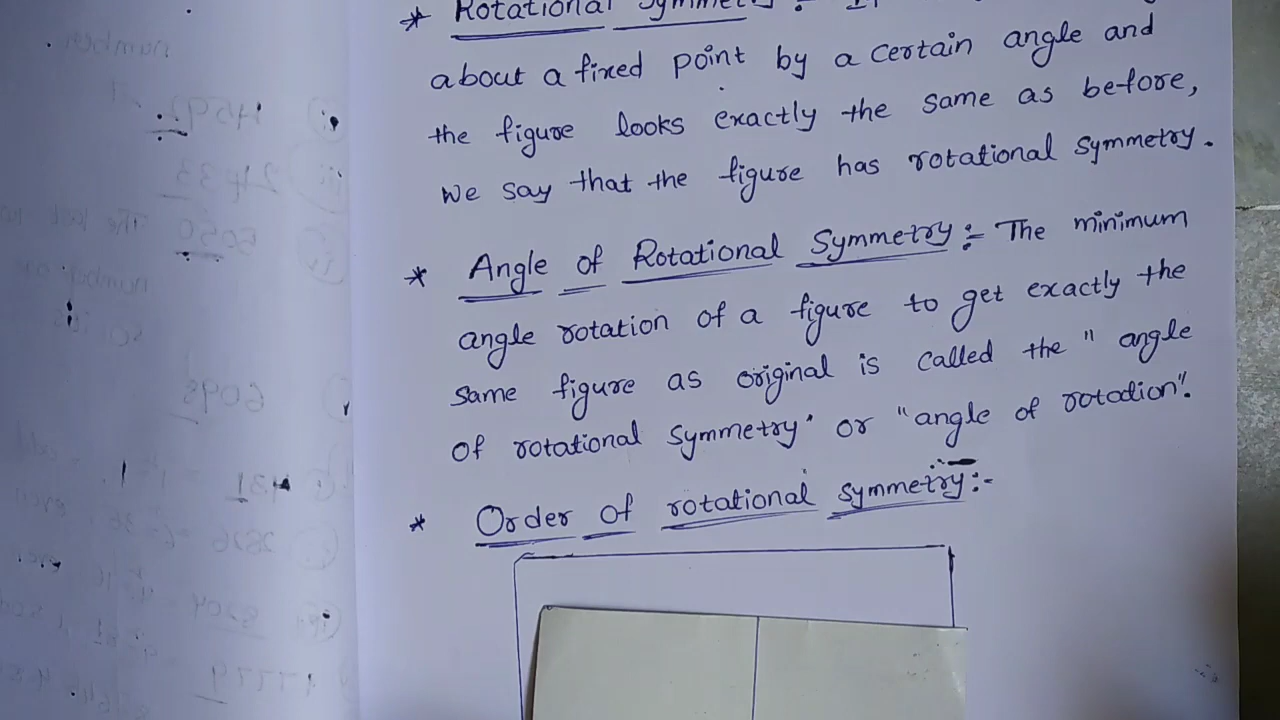 * Rotational Symmetry :- If
about a fixed point by a certain angle and
the figure looks exactly the same as before,
we say that the figure has rotational symmetry.
* Angle of Rotational Symmetry :- The minimum
angle rotation of a figure to get exactly the
same figure as original is called the " angle
of rotational symmetry" or "angle of rotation".
* Order of rotational symmetry :-